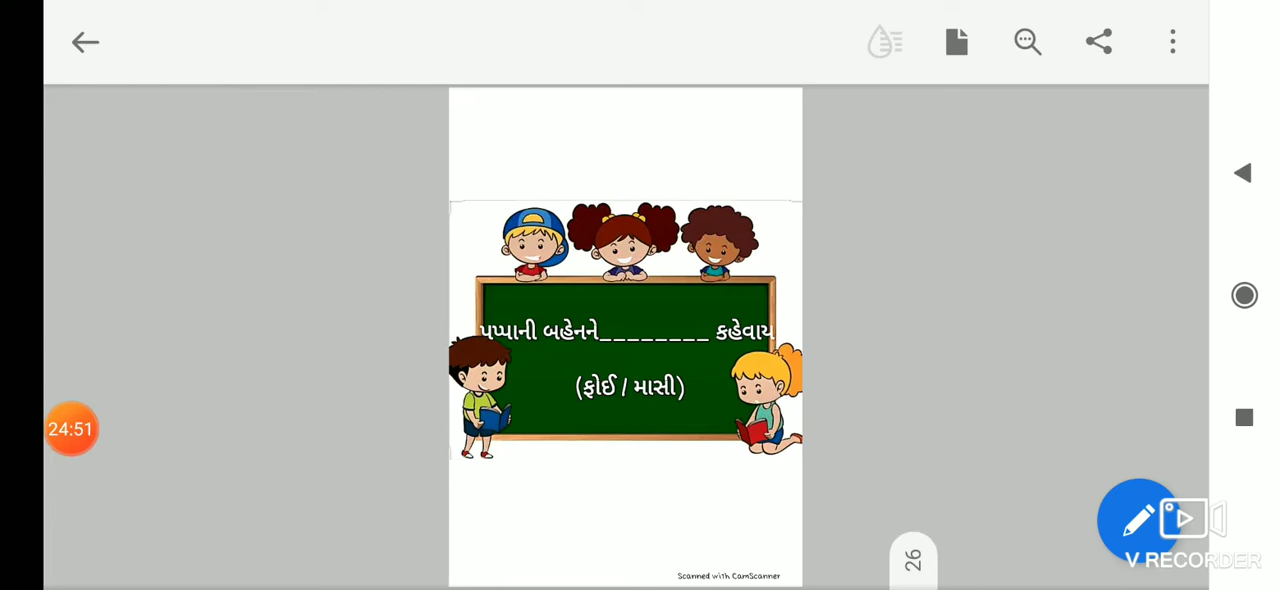 પપ્પાની બહેનને________ કહેવાય
(ફોઈ / માસી)
24:51
26
V RECORDER
Scanned with CamScanner